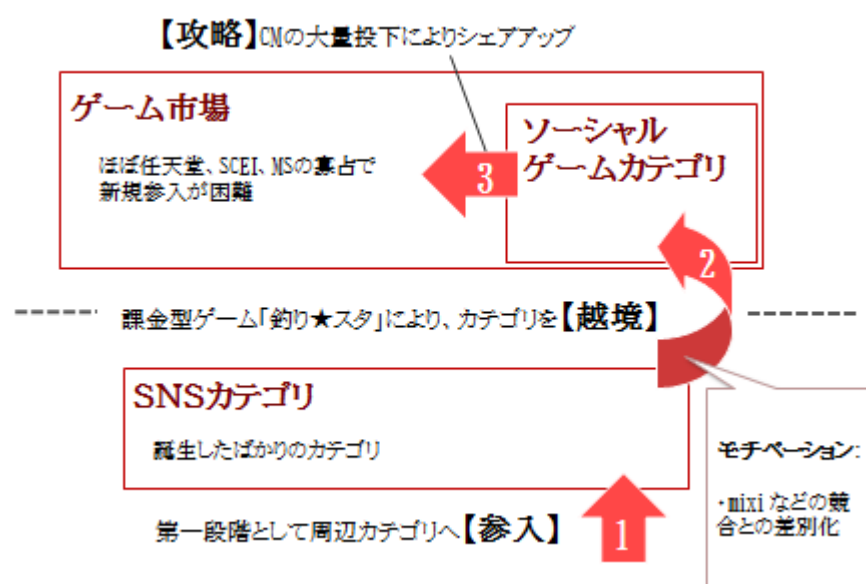 【攻略】CMの大量投下によりシェアアップ
ゲーム市場
ほぼ任天堂、SCEI、MSの寡占で
新規参入が困難
ソーシャル
ゲームカテゴリ
3
2
課金型ゲーム「釣り★スタ」により、カテゴリを【越境】
SNSカテゴリ
誕生したばかりのカテゴリ
モチベーション:
・mixiなどの競
合との差別化
第一段階として周辺カテゴリへ【参入】
1